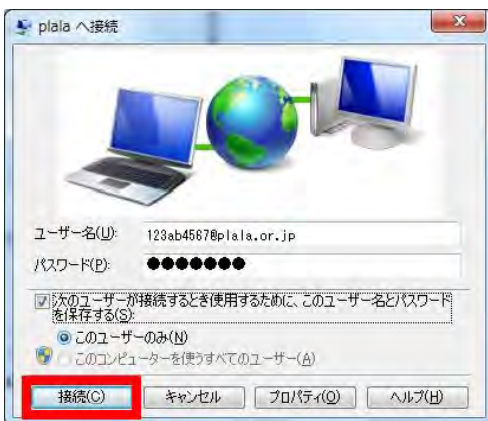 plala へ接続
ユーザー名(U):
123ab4567@plala.or.jp
パスワード(P):
●●●●●●●
次のユーザーが接続するとき使用するために、このユーザー名とパスワード
を保存する(S):
このユーザーのみ(N)
このコンピューターを使うすべてのユーザー(A)
接続(C)
キャンセル
プロパティ(O)
ヘルプ(H)